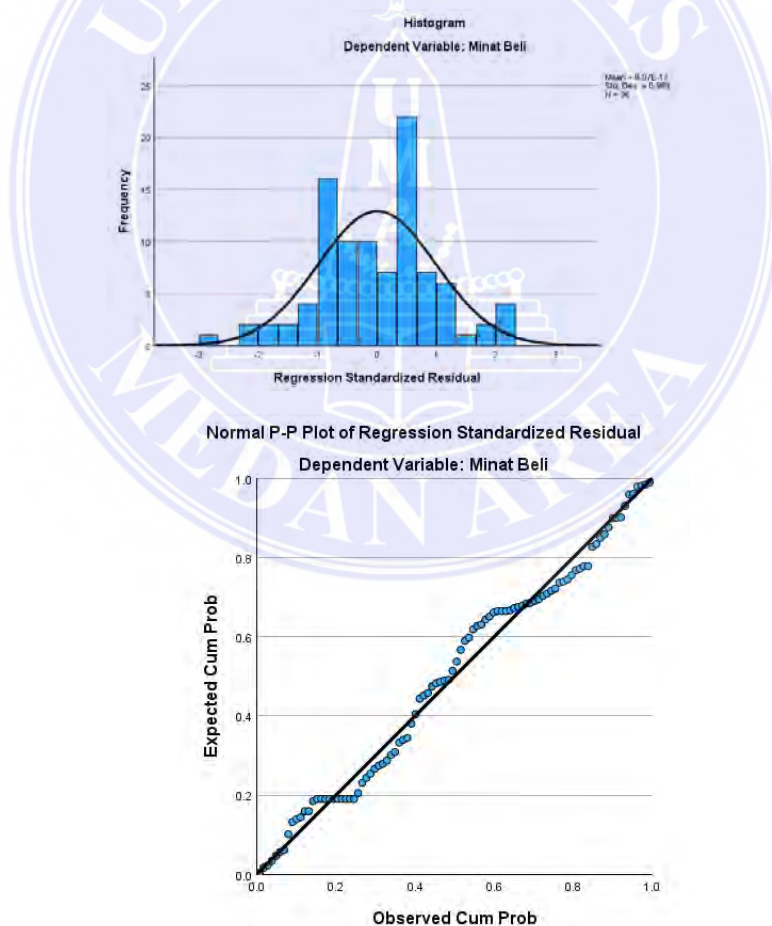 Histogram
Dependent Variable: Minat Beli
Frequency
25
20
15
10
5
0
-3 -2 -1 0 1 2 3
Regression Standardized Residual
UMA
MEDAN AREA
Normal P-P Plot of Regression Standardized Residual
Dependent Variable: Minat Beli
Expected Cum Prob
1.0
0.8
0.6
0.4
0.2
0.0
0.0 0.2 0.4 0.6 0.8 1.0
Observed Cum Prob